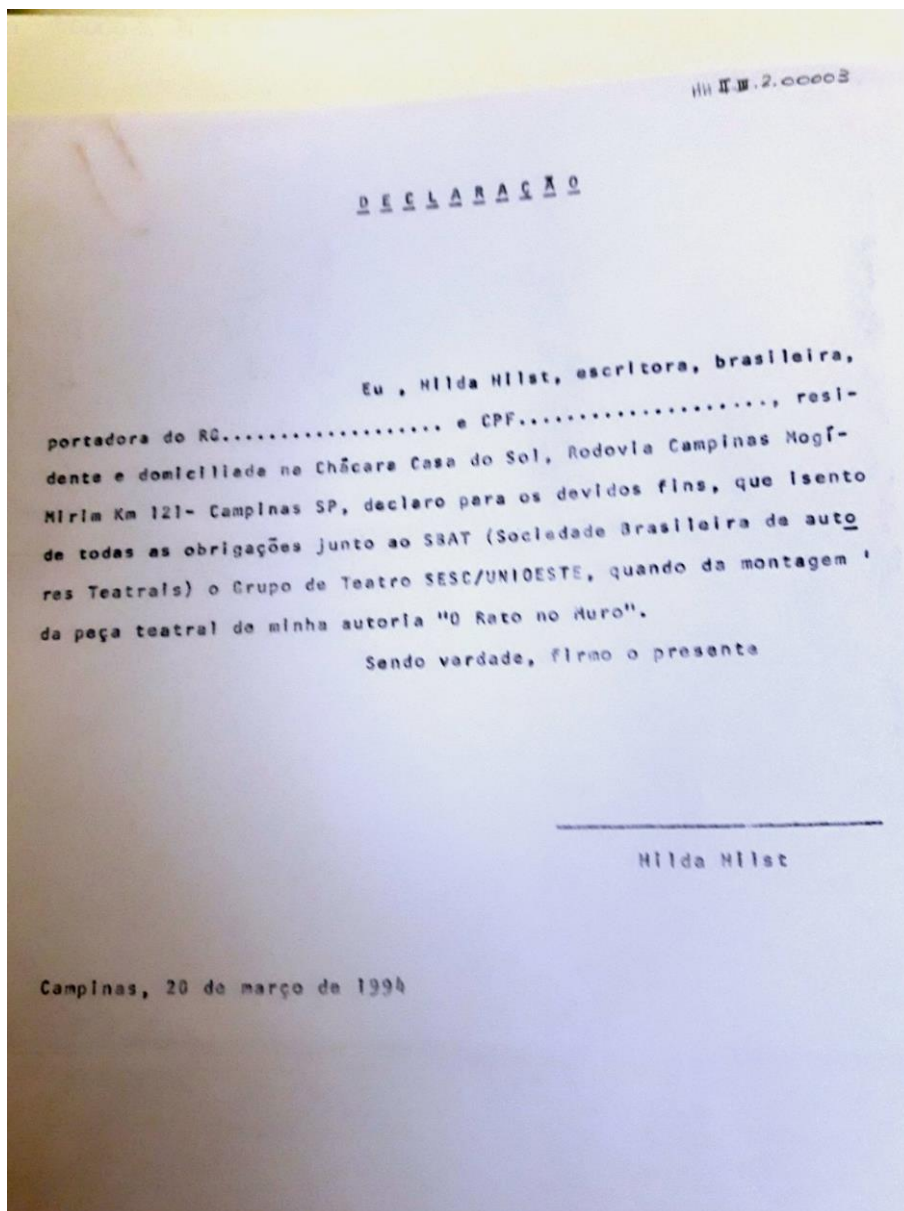 HH II.III.2.00003
DECLARAÇÃO
Eu , Hilda Hilst, escritora, brasileira,
portadora do RG................... e CPF....................., resi-
dente e domiciliada na Chácara Casa do Sol, Rodovia Campinas Mogí-
Mirim Km 121- Campinas SP, declaro para os devidos fins, que isento
de todas as obrigações junto ao SBAT (Sociedade Brasileira de auto
res Teatrais) o Grupo de Teatro SESC/UNIOESTE, quando da montagem '
da peça teatral de minha autoria "O Rato no Muro".
Sendo verdade, firmo o presente
Hilda Hilst
Campinas, 20 de março de 1994